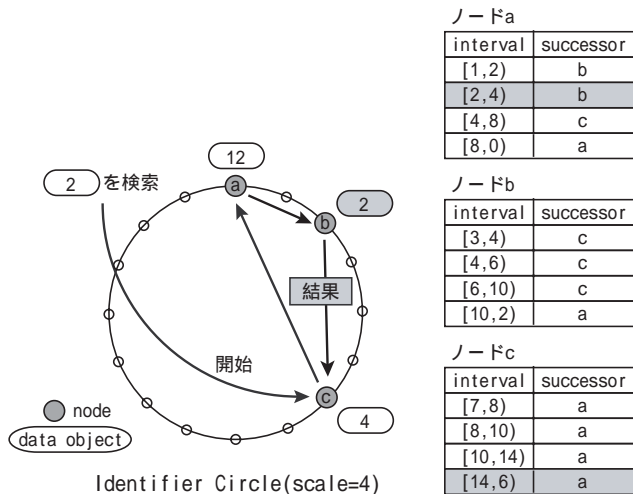 12
2 を検索
a
2
b
結果
開始
c
node
4
data object
Identifier Circle(scale=4)
ノードa
interval successor
[1,2) b
[2,4) b
[4,8) c
[8,0) a
ノードb
interval successor
[3,4) c
[4,6) c
[6,10) c
[10,2) a
ノードc
interval successor
[7,8) a
[8,10) a
[10,14) a
[14,6) a